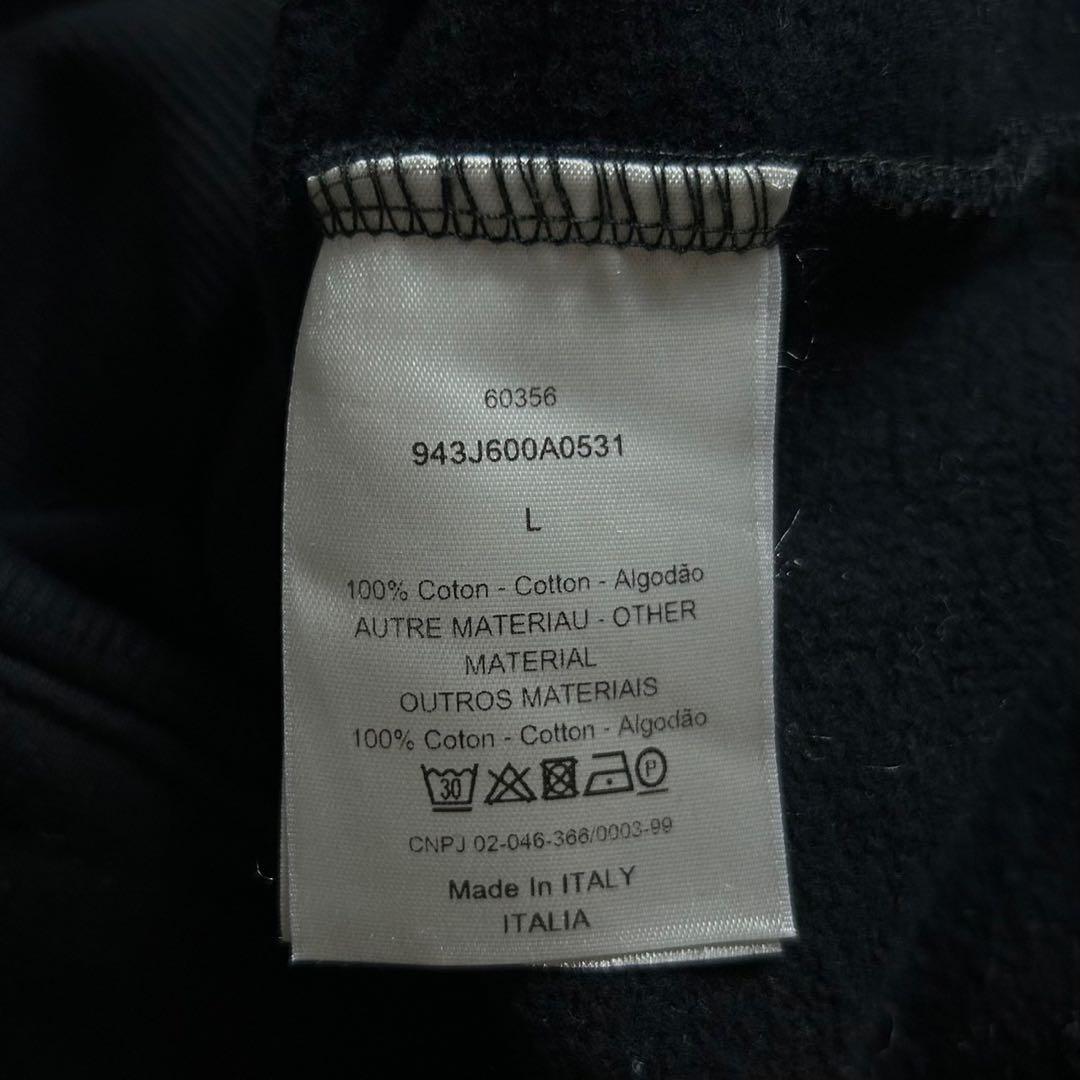 60356
943J600A0531
L
100% Coton - Cotton - Algodão
AUTRE MATERIAU - OTHER
MATERIAL
OUTROS MATERIAIS
100% Coton - Cotton - Algodão
30 P
CNPJ 02-046-366/0003-99
Made In ITALY
ITALIA